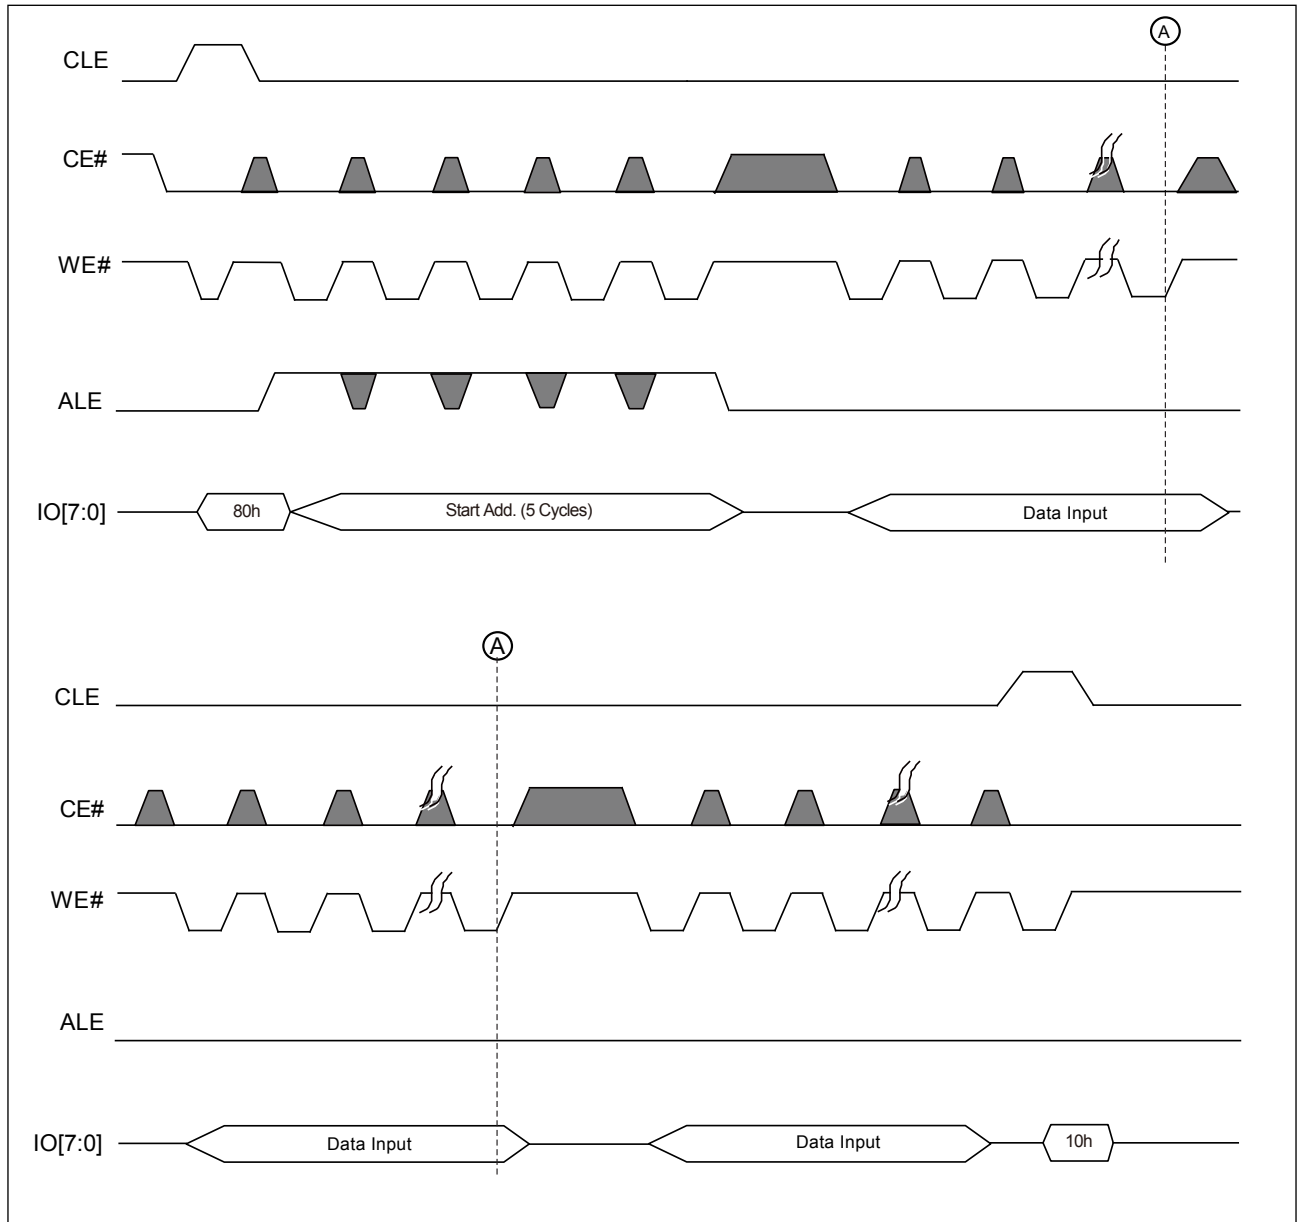 A
CLE
CE#
WE#
ALE
IO[7:0]
80h
Start Add. (5 Cycles)
Data Input
A
CLE
CE#
WE#
ALE
IO[7:0]
Data Input
Data Input
10h